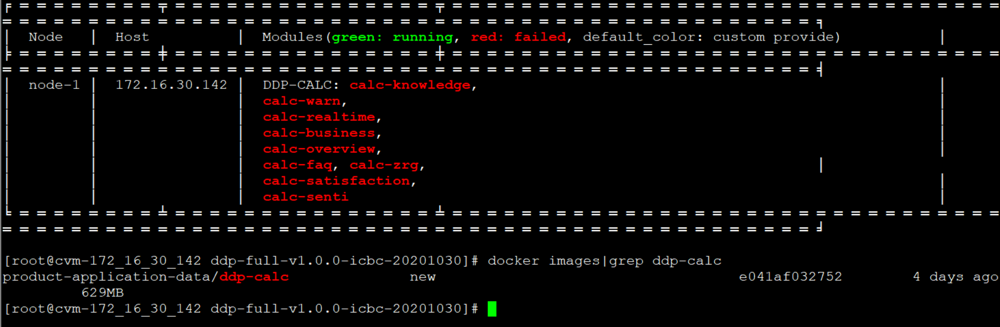 Node | Host | Modules(green: running, red: failed, default_color: custom provide) |
| node-1 | 172.16.30.142 | DDP-CALC: calc-knowledge, |
calc-warn,
calc-realtime,
calc-business,
calc-overview,
calc-faq, calc-zrg,
calc-satisfaction,
calc-senti
[root@cvm-172_16_30_142 ddp-full-v1.0.0-icbc-20201030]# docker images|grep ddp-calc
product-application-data/ddp-calc new e041af032752 4 days ago
629MB
[root@cvm-172_16_30_142 ddp-full-v1.0.0-icbc-20201030]#